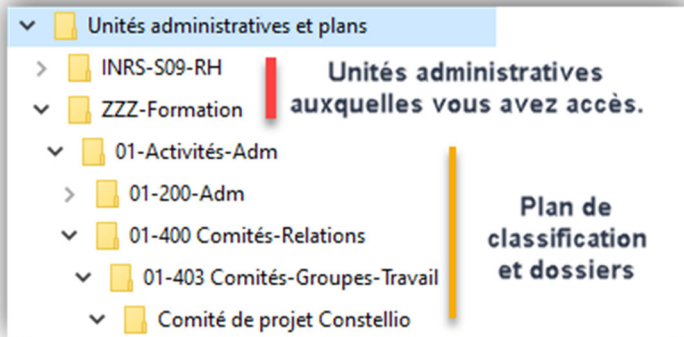 Unités administratives et plans
INRS-S09-RH
ZZZ-Formation
01-Activités-Adm
01-200-Adm
01-400 Comités-Relations
01-403 Comités-Groupes-Travail
Comité de projet Constellio
Unités administratives
auxquelles vous avez accès.
Plan de
classification
et dossiers